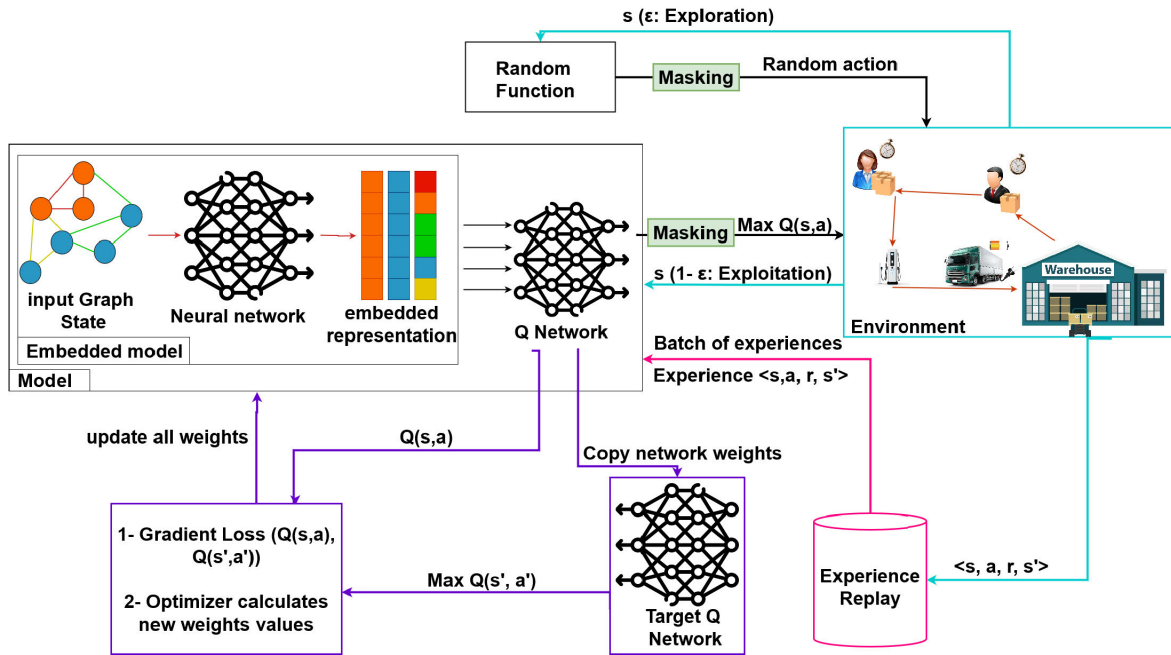 s (ε: Exploration)
Random
Function
Masking
Random action
input Graph
State
Neural network
embedded
representation
Embedded model
Model
Q Network
Masking
Max Q(s,a)
s (1- ε: Exploitation)
Warehouse
Environment
Batch of experiences
Experience <s,a, r, s'>
update all weights
Q(s,a)
Copy network weights
1- Gradient Loss (Q(s,a),
Q(s',a'))
2- Optimizer calculates
new weights values
Max Q(s', a')
Target Q
Network
Experience
Replay
<s, a, r, s'>